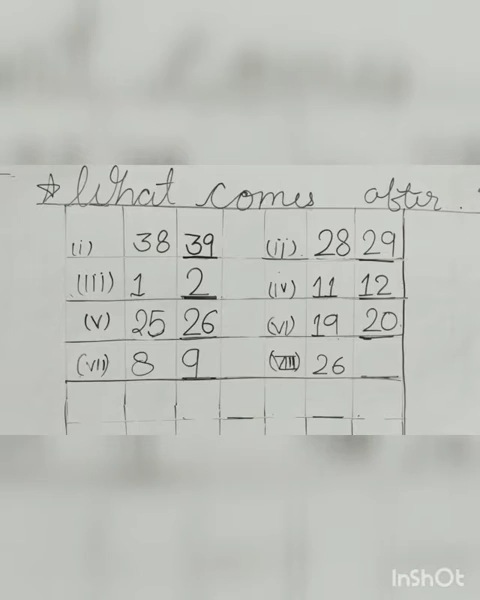 ☆ What comes after.
(i) 38 39 (ii) 28 29
(iii) 1 2 (iv) 11 12
(v) 25 26 (vi) 19 20
(vii) 8 9 (viii) 26 __
InShOt